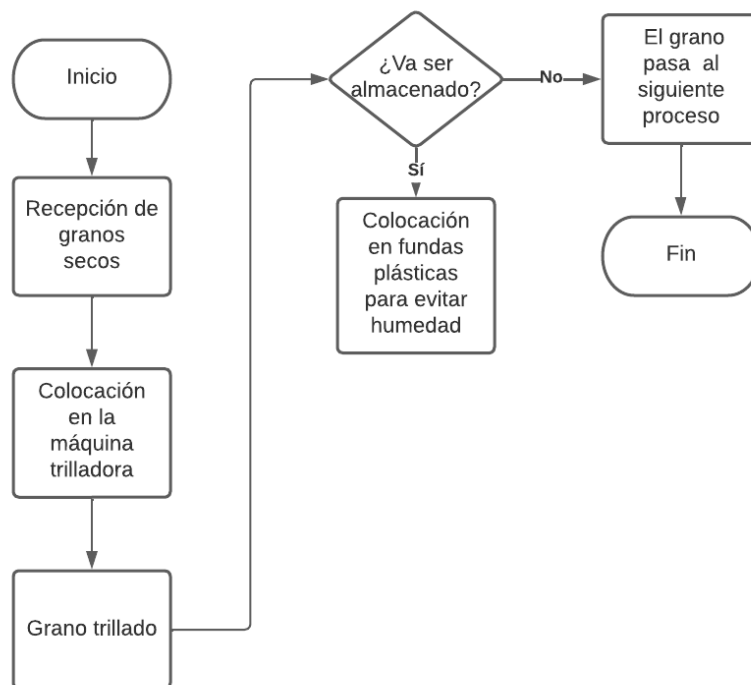 Inicio
Recepción de
granos
secos
Colocación
en la
máquina
trilladora
Grano trillado
¿Va ser
almacenado?
No
Sí
Colocación
en fundas
plásticas
para evitar
humedad
El grano
pasa al
siguiente
proceso
Fin